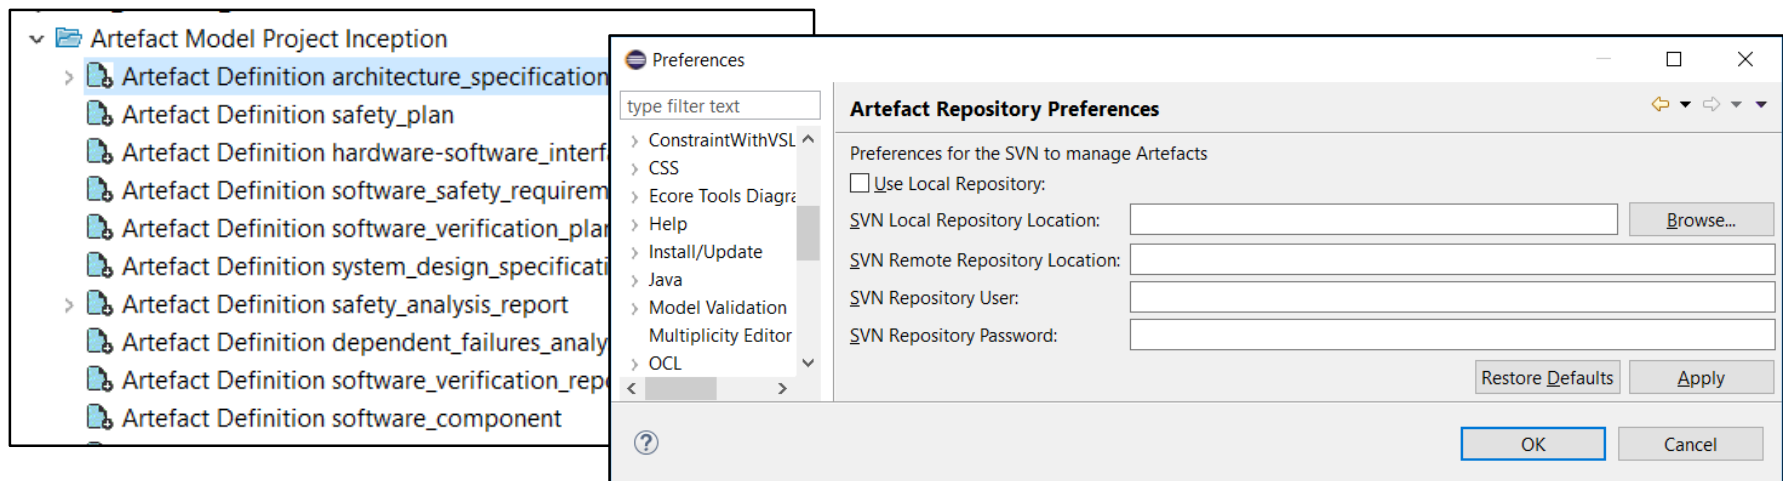 Artefact Model Project Inception
Artefact Definition architecture_specification
Artefact Definition safety_plan
Artefact Definition hardware-software_interf
Artefact Definition software_safety_requirem
Artefact Definition software_verification_plan
Artefact Definition system_design_specificati
Artefact Definition safety_analysis_report
Artefact Definition dependent_failures_analy
Artefact Definition software_verification_repo
Artefact Definition software_component
Preferences
type filter text
ConstraintWithVSL
CSS
Ecore Tools Diagra
Help
Install/Update
Java
Model Validation
Multiplicity Editor
OCL
Artefact Repository Preferences
Preferences for the SVN to manage Artefacts
Use Local Repository:
SVN Local Repository Location:
Browse...
SVN Remote Repository Location:
SVN Repository User:
SVN Repository Password:
Restore Defaults
Apply
OK
Cancel